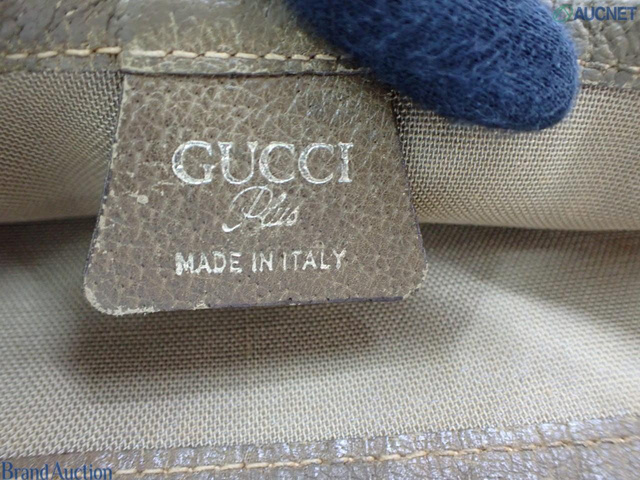 AUCNET
GUCCI
Plus
MADE IN ITALY
Brand Auction